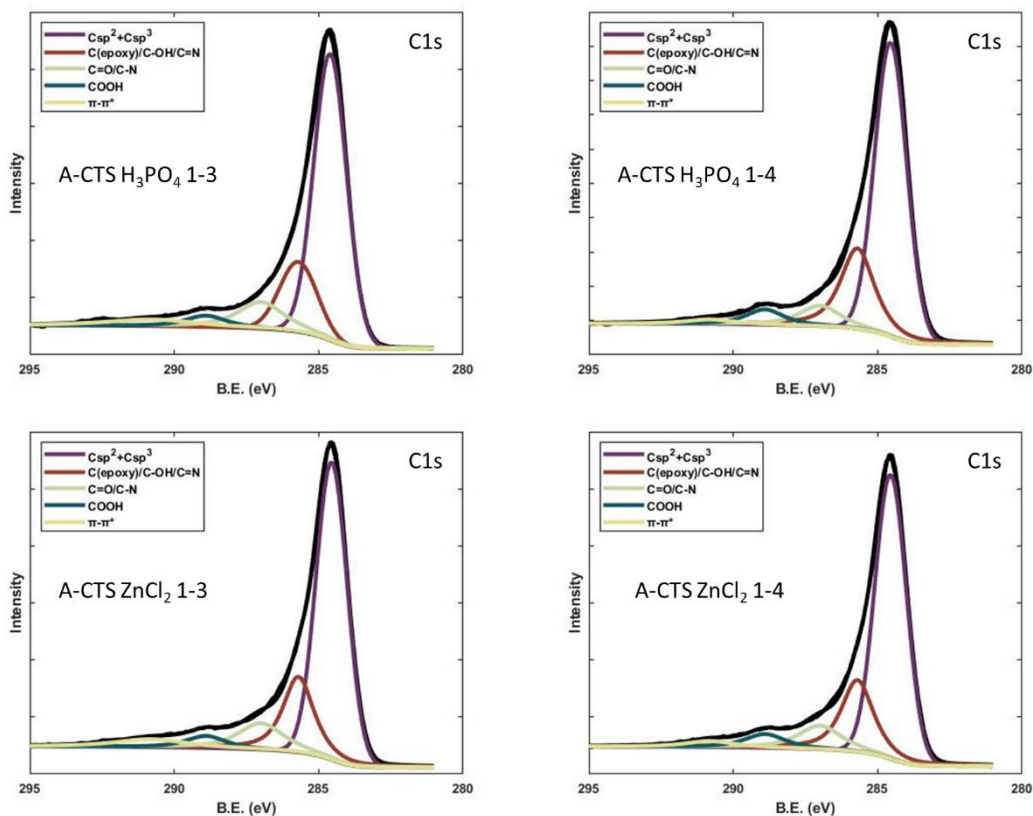 Csp²+Csp³
C(epoxy)/C-OH/C=N
C=O/C-N
COOH
π-π*
C1s
A-CTS H₃PO₄ 1-3
Intensity
295 290 285 280
B.E. (eV)
Csp²+Csp³
C(epoxy)/C-OH/C=N
C=O/C-N
COOH
π-π*
C1s
A-CTS H₃PO₄ 1-4
Intensity
295 290 285 280
B.E. (eV)
Csp²+Csp³
C(epoxy)/C-OH/C=N
C=O/C-N
COOH
π-π*
C1s
A-CTS ZnCl₂ 1-3
Intensity
295 290 285 280
B.E. (eV)
Csp²+Csp³
C(epoxy)/C-OH/C=N
C=O/C-N
COOH
π-π*
C1s
A-CTS ZnCl₂ 1-4
Intensity
295 290 285 280
B.E. (eV)